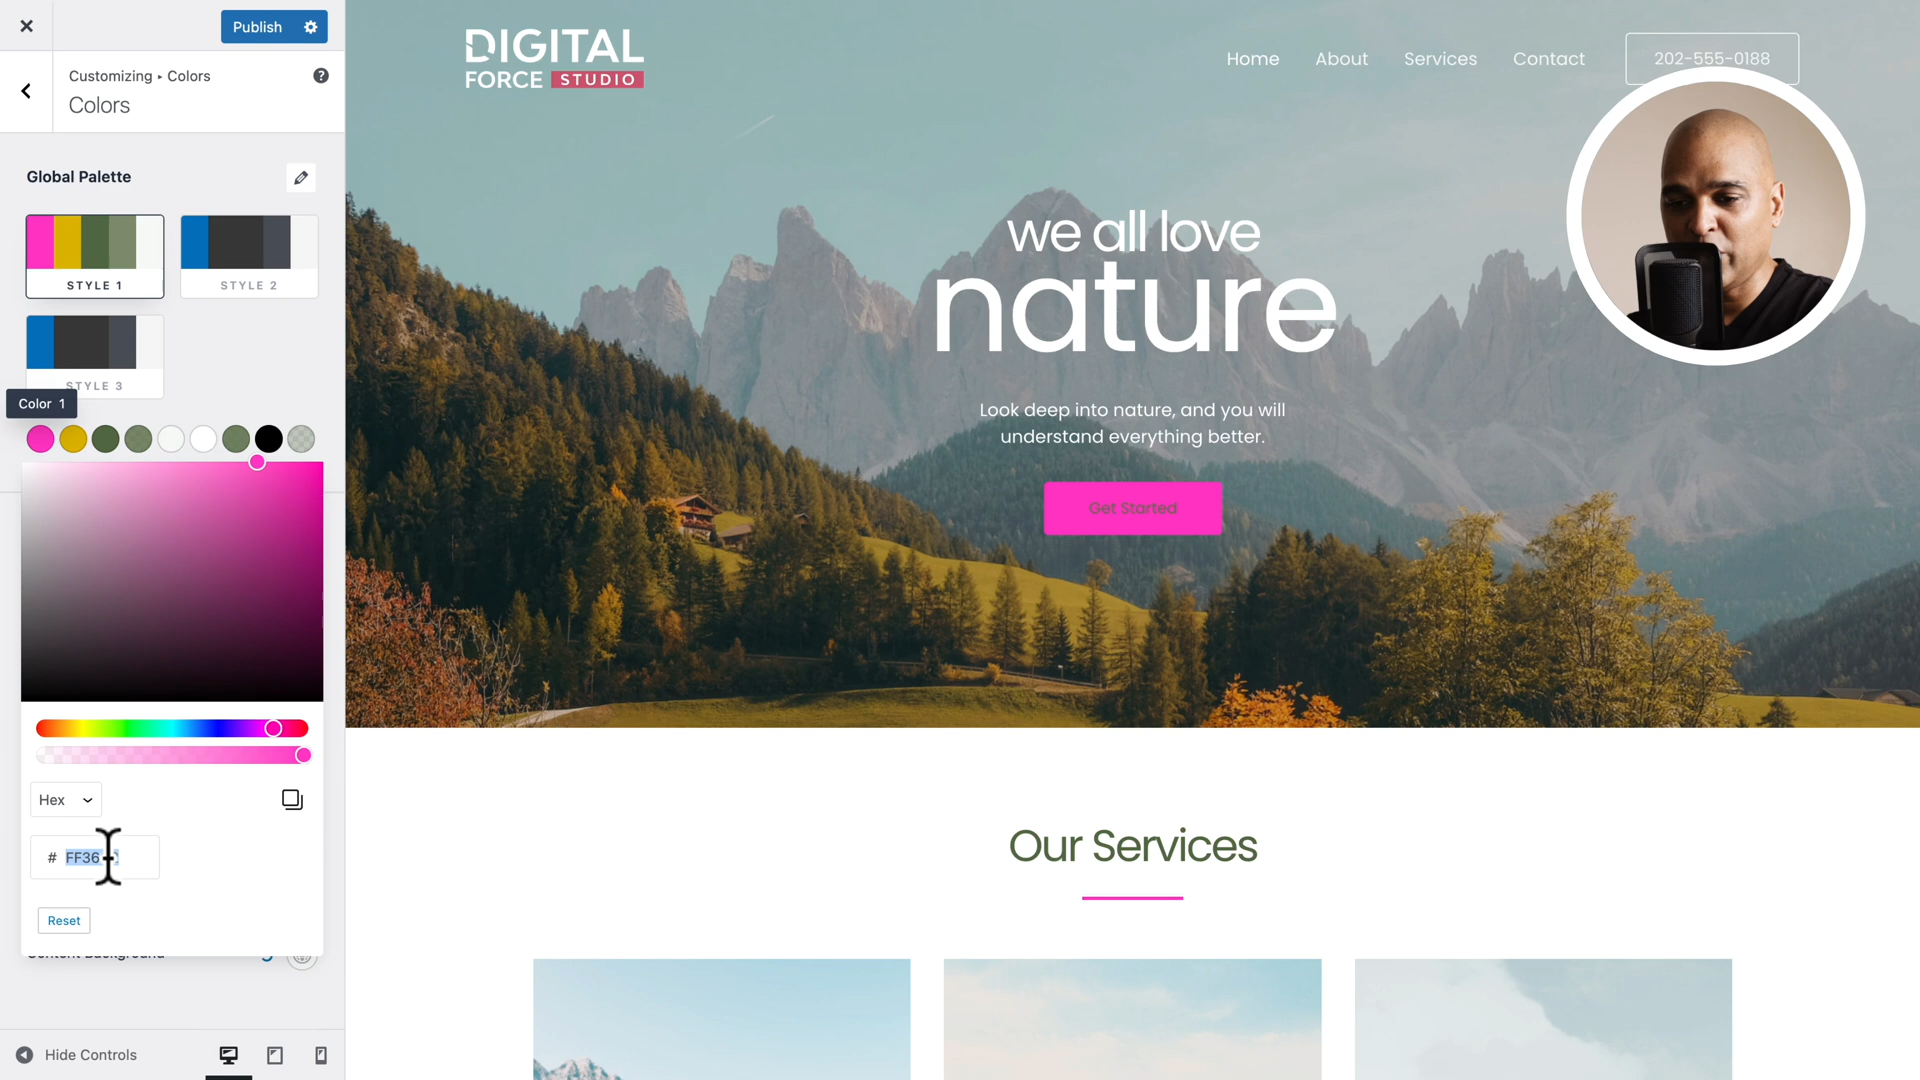 Publish
Customizing ▸ Colors
Colors
Global Palette
STYLE 1
STYLE 2
STYLE 3
Color 1
Hex
# FF36
Reset
Content Background
Hide Controls
DIGITAL
FORCE STUDIO
Home
About
Services
Contact
202-555-0188
we all love
nature
Look deep into nature, and you will
understand everything better.
Get Started
Our Services